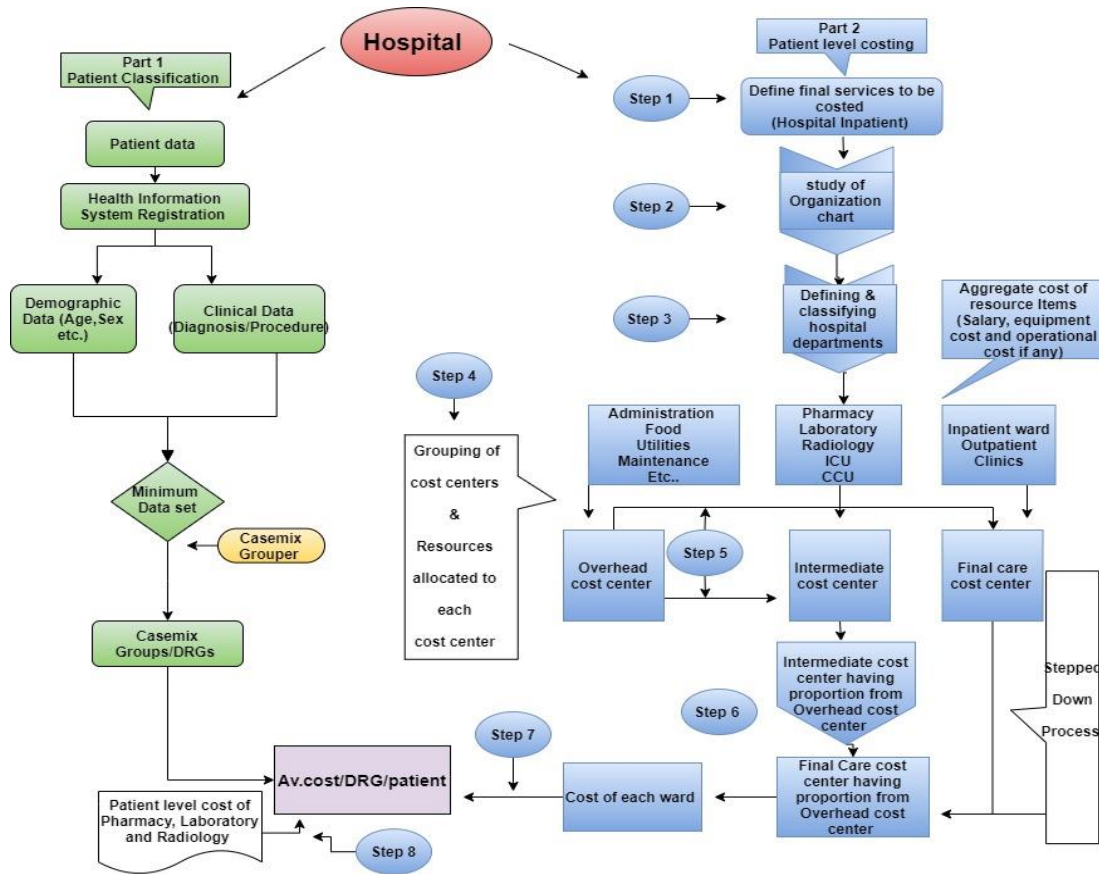 Hospital
Part 1
Patient Classification
Patient data
Health Information
System Registration
Demographic
Data (Age,Sex
etc.)
Clinical Data
(Diagnosis/Procedure)
Minimum
Data set
Casemix
Grouper
Casemix
Groups/DRGs
Av.cost/DRG/patient
Patient level cost of
Pharmacy, Laboratory
and Radiology
Part 2
Patient level costing
Step 1
Define final services to be
costed
(Hospital Inpatient)
Step 2
study of
Organization
chart
Step 3
Defining &
classifying
hospital
departments
Aggregate cost of
resource Items
(Salary, equipment
cost and operational
cost if any)
Step 4
Grouping of
cost centers
&
Resources
allocated to
each
cost center
Administration
Food
Utilities
Maintenance
Etc..
Pharmacy
Laboratory
Radiology
ICU
CCU
Inpatient ward
Outpatient
Clinics
Overhead
cost center
Step 5
Intermediate
cost center
Final care
cost center
Intermediate cost
center having
proportion from
Overhead cost
center
Step 6
Stepped
Down
Process
Final Care cost
center having
proportion from
Overhead cost
center
Cost of each ward
Step 7
Step 8